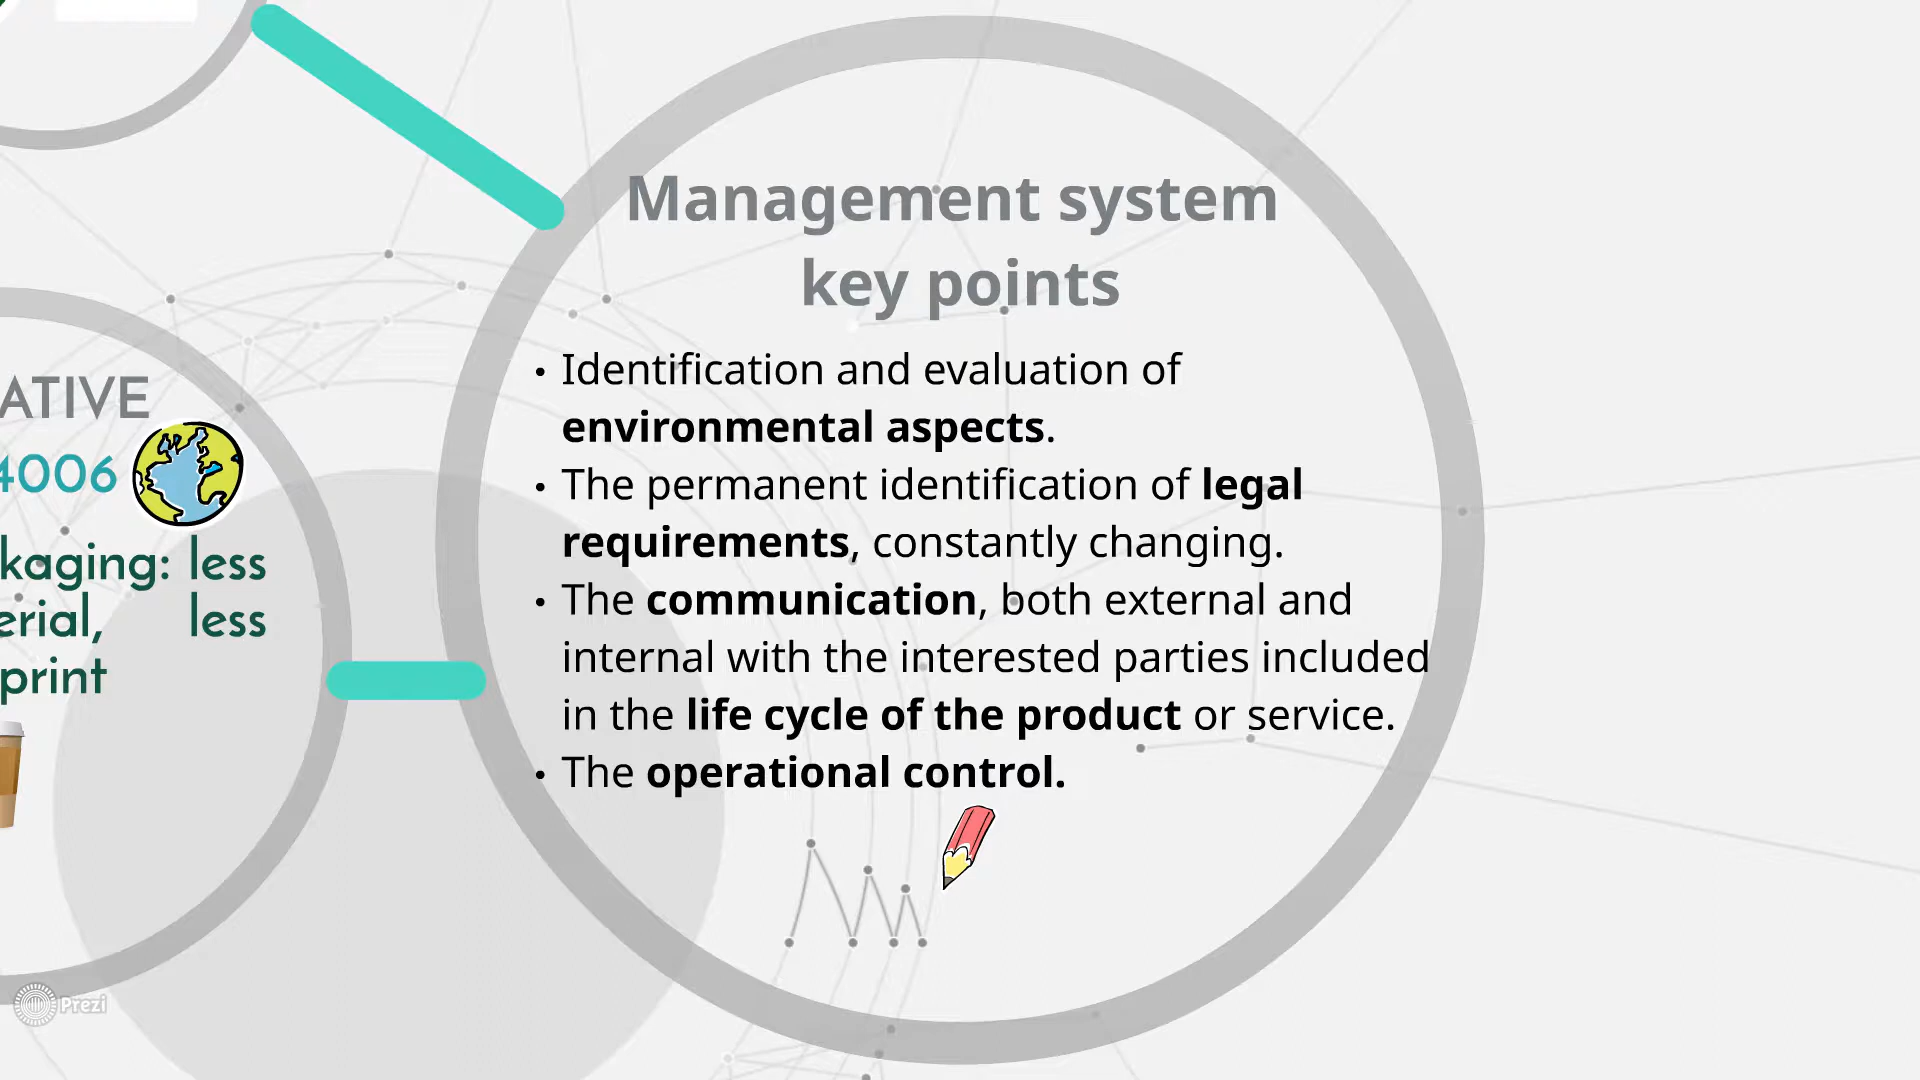 Management system
key points
• Identification and evaluation of
environmental aspects.
• The permanent identification of legal
requirements, constantly changing.
• The communication, both external and
internal with the interested parties included
in the life cycle of the product or service.
• The operational control.
ATIVE
4006
kaging: less
erial, less
print
Prezi